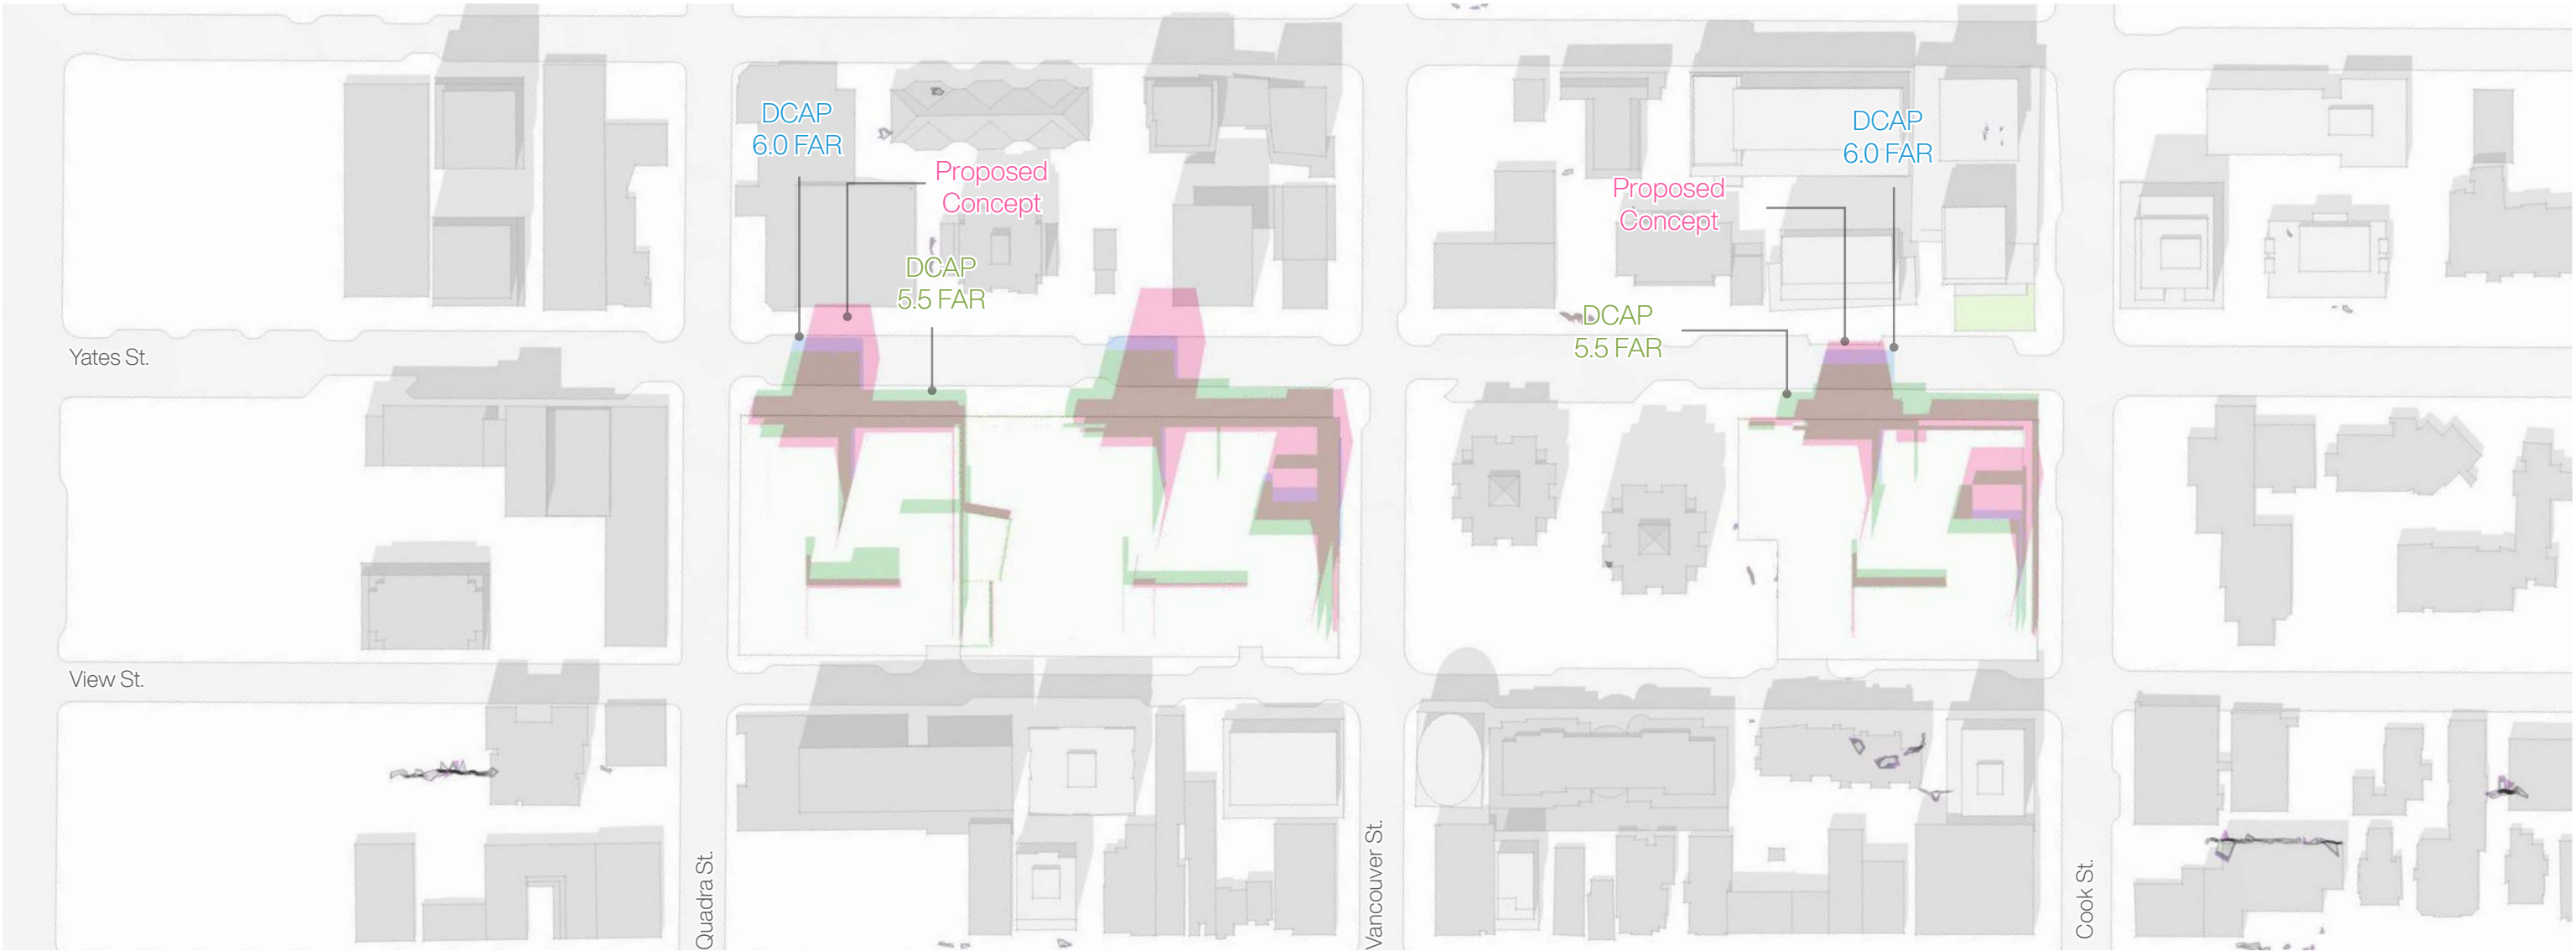 DCAP
6.0 FAR
Proposed
Concept
DCAP
5.5 FAR
DCAP
6.0 FAR
Proposed
Concept
DCAP
5.5 FAR
Yates St.
View St.
Quadra St.
Vancouver St.
Cook St.